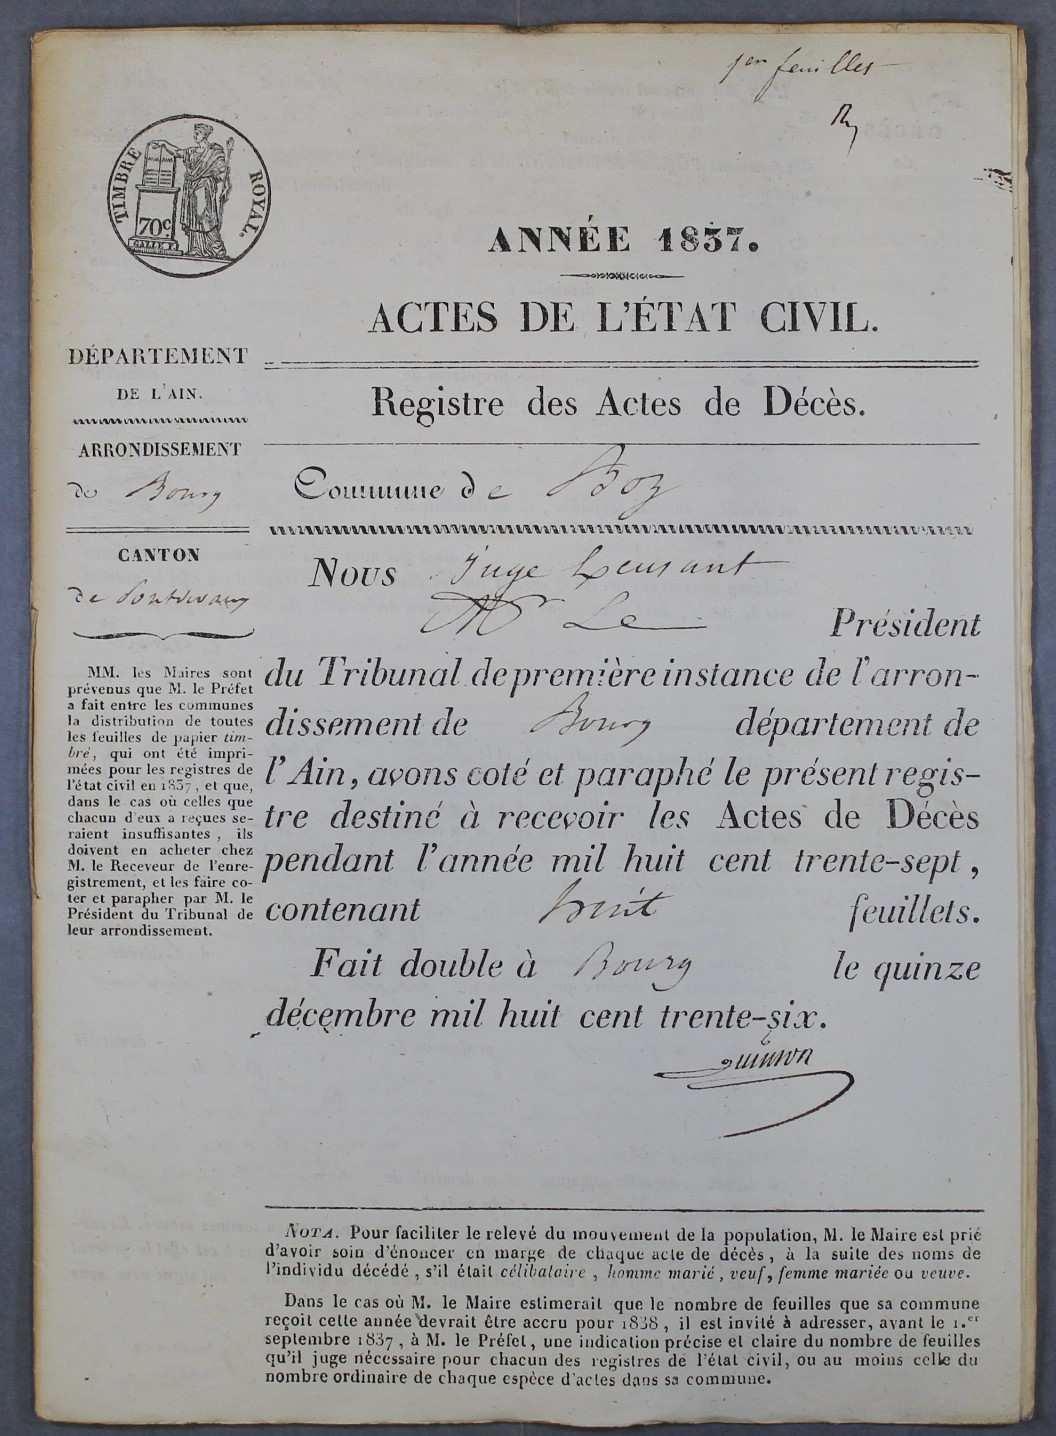 1er feuillet
TIMBRE ROYAL.
70c.
ANNÉE 1837.
ACTES DE L'ÉTAT CIVIL.
DÉPARTEMENT
DE L'AIN.
ARRONDISSEMENT
de Bourg
CANTON
de Pontdevaux
MM. les Maires sont
prévenus que M. le Préfet
a fait entre les communes
la distribution de toutes
les feuilles de papier tim-
bré, qui ont été impri-
mées pour les registres de
l'état civil en 1837, et que,
dans le cas où celles que
chacun d'eux a reçues se-
raient insuffisantes, ils
doivent en acheter chez
M. le Receveur de l'enre-
gistrement, et les faire co-
ter et parapher par M. le
Président du Tribunal de
leur arrondissement.
Registre des Actes de Décès.
Commune de Boz
Nous Juge
Mr Le Président
du Tribunal de première instance de l'arron-
dissement de Bourg département de
l'Ain, avons coté et paraphé le présent regis-
tre destiné à recevoir les Actes de Décès
pendant l'année mil huit cent trente-sept,
contenant huit feuillets.
Fait double à Bourg le quinze
décembre mil huit cent trente-six.
NOTA. Pour faciliter le relevé du mouvement de la population, M. le Maire est prié
d'avoir soin d'énoncer en marge de chaque acte de décès, à la suite des noms de
l'individu décédé, s'il était célibataire, homme marié, veuf, femme mariée ou veuve.
Dans le cas où M. le Maire estimerait que le nombre de feuilles que sa commune
reçoit cette année devrait être accru pour 1838, il est invité à adresser, avant le 1.er
septembre 1837, à M. le Préfet, une indication précise et claire du nombre de feuilles
qu'il juge nécessaire pour chacun des registres de l'état civil, ou au moins celle du
nombre ordinaire de chaque espèce d'actes dans sa commune.